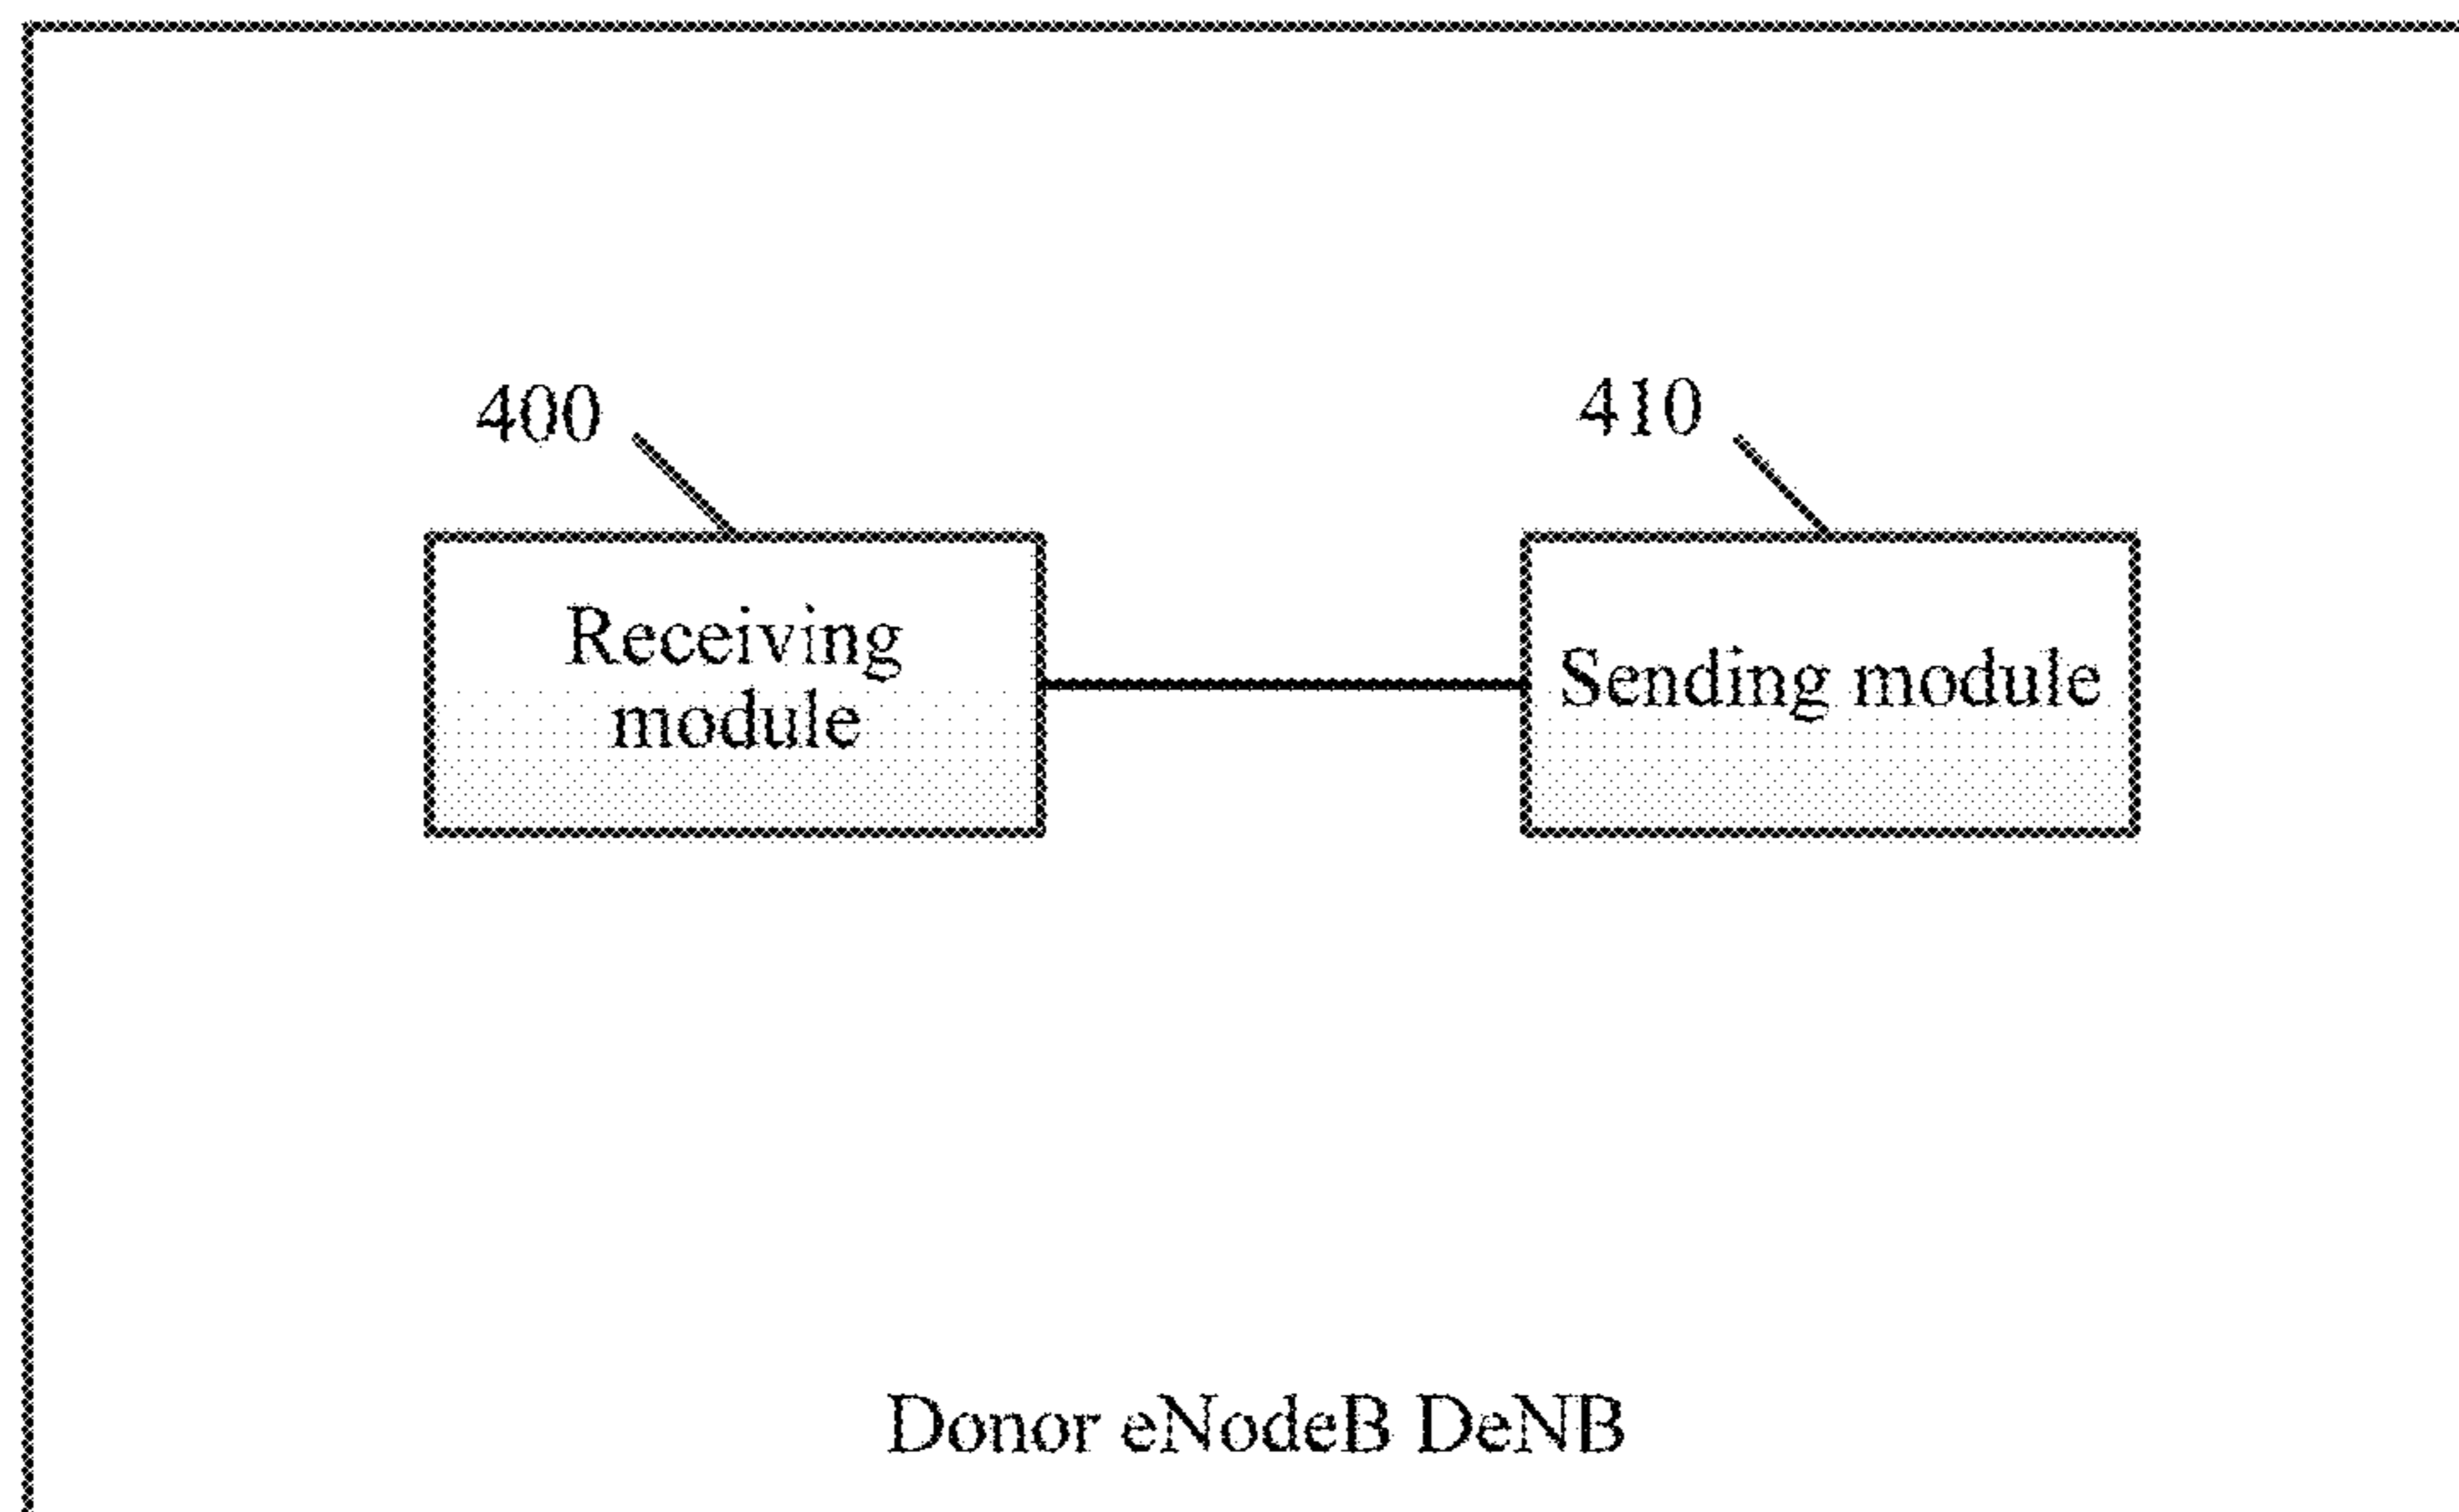 400
410
Receiving
module
Sending module
Donor eNodeB DeNB